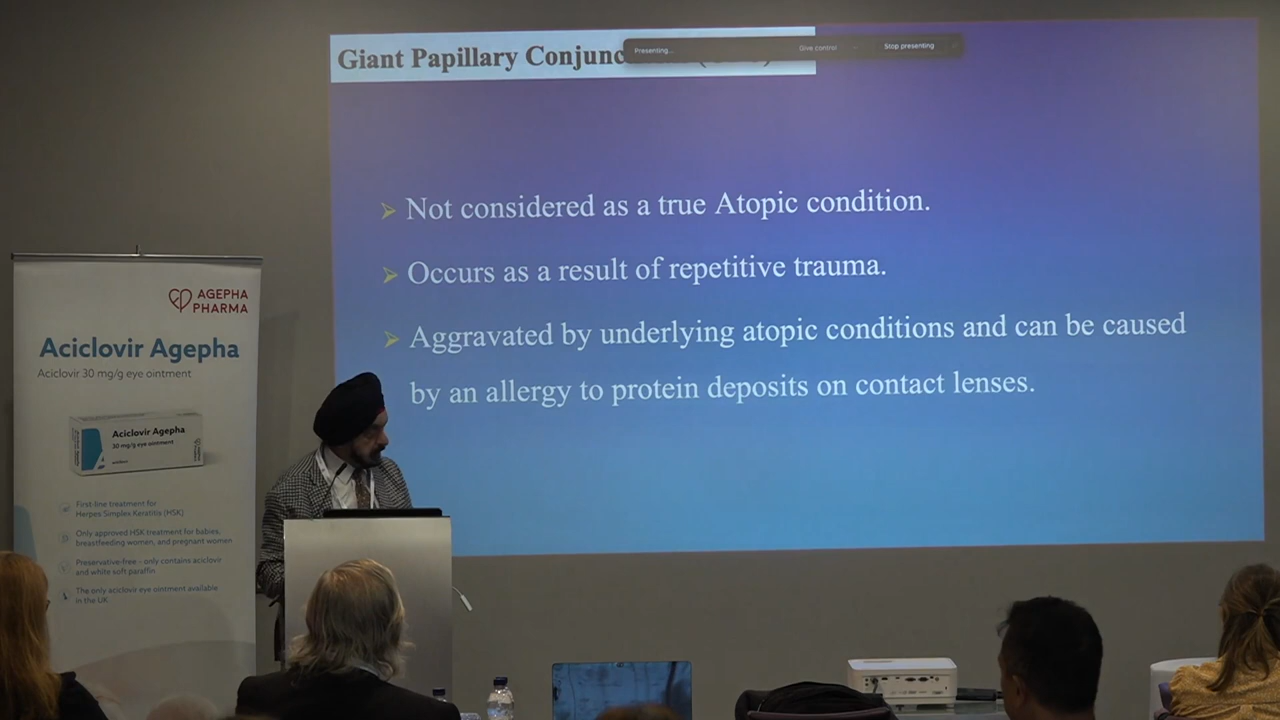 Giant Papillary Conjunc
Presenting...
Give control
Stop presenting
Not considered as a true Atopic condition.
Occurs as a result of repetitive trauma.
Aggravated by underlying atopic conditions and can be caused
by an allergy to protein deposits on contact lenses.
AGEPHA
PHARMA
Aciclovir Agepha
Aciclovir 30 mg/g eye ointment
Aciclovir Agepha
30 mg/g eye ointment
First-line treatment for
Herpes Simplex Keratitis (HSK)
Only approved HSK treatment for babies,
breastfeeding women, and pregnant women
Preservative-free – only contains aciclovir
and white soft paraffin
The only aciclovir eye ointment available
in the UK.